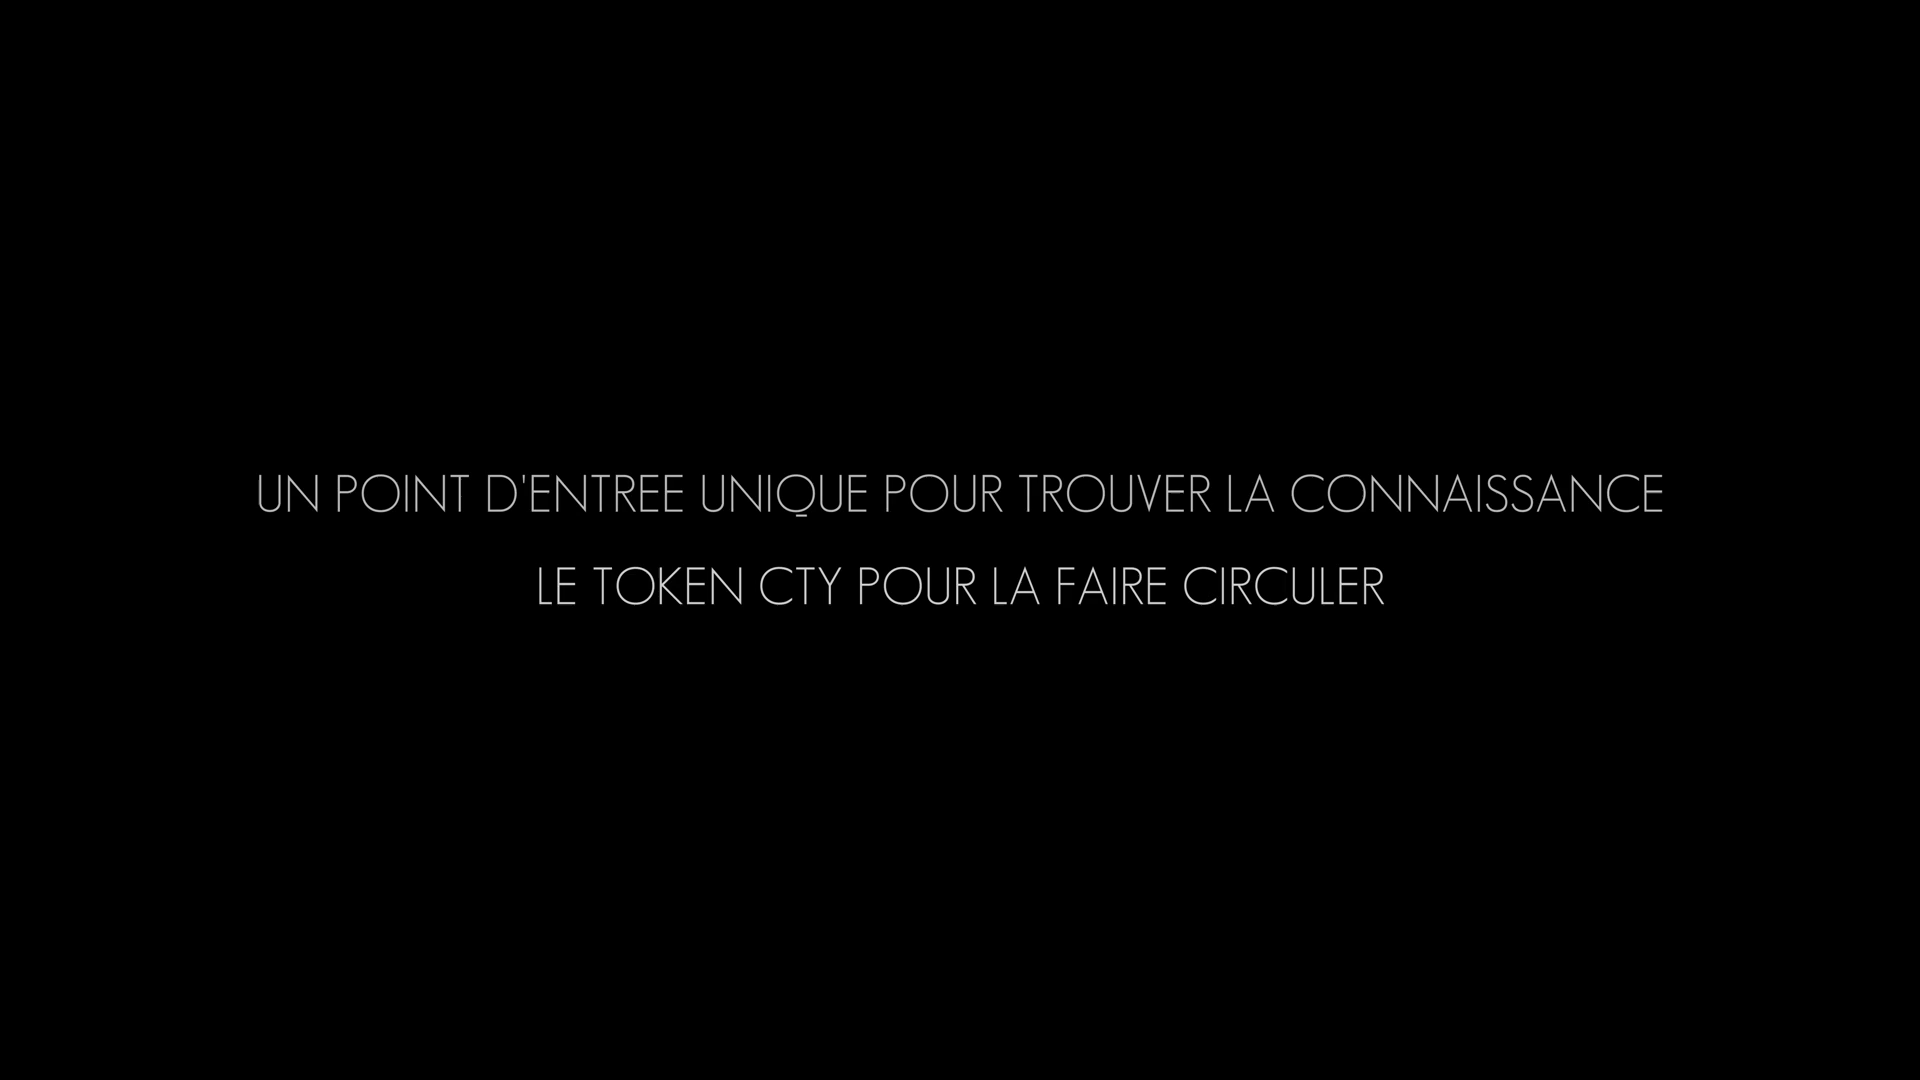 UN POINT D'ENTREE UNIQUE POUR TROUVER LA CONNAISSANCE
LE TOKEN CTY POUR LA FAIRE CIRCULER